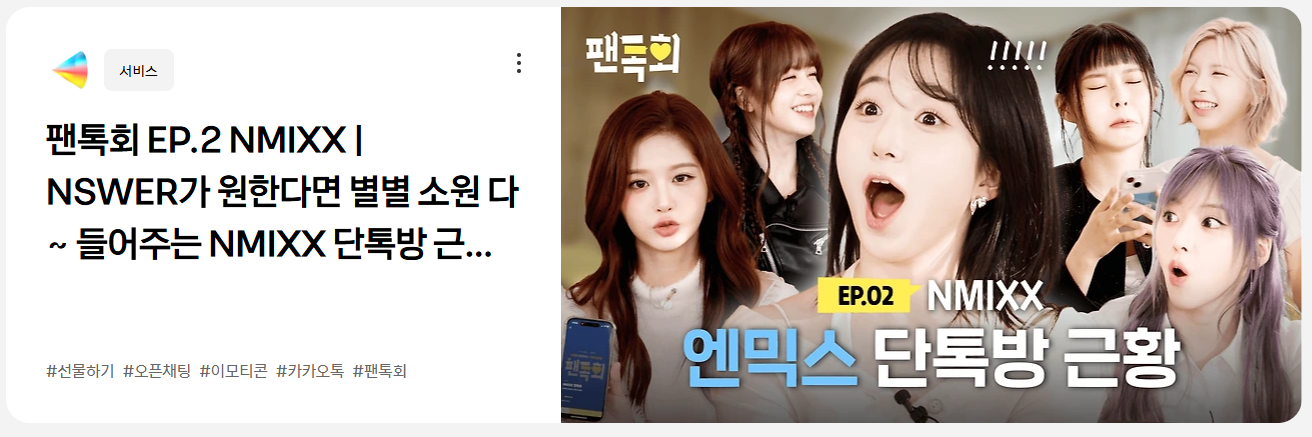 서비스
팬톡회 EP.2 NMIXX |
NSWER가 원한다면 별별 소원 다
~ 들어주는 NMIXX 단톡방 근...
#선물하기 #오픈채팅 #이모티콘 #카카오톡 #팬톡회
팬톡회
!!!!!
EP.02 NMIXX
엔믹스 단톡방 근황
팬톡회